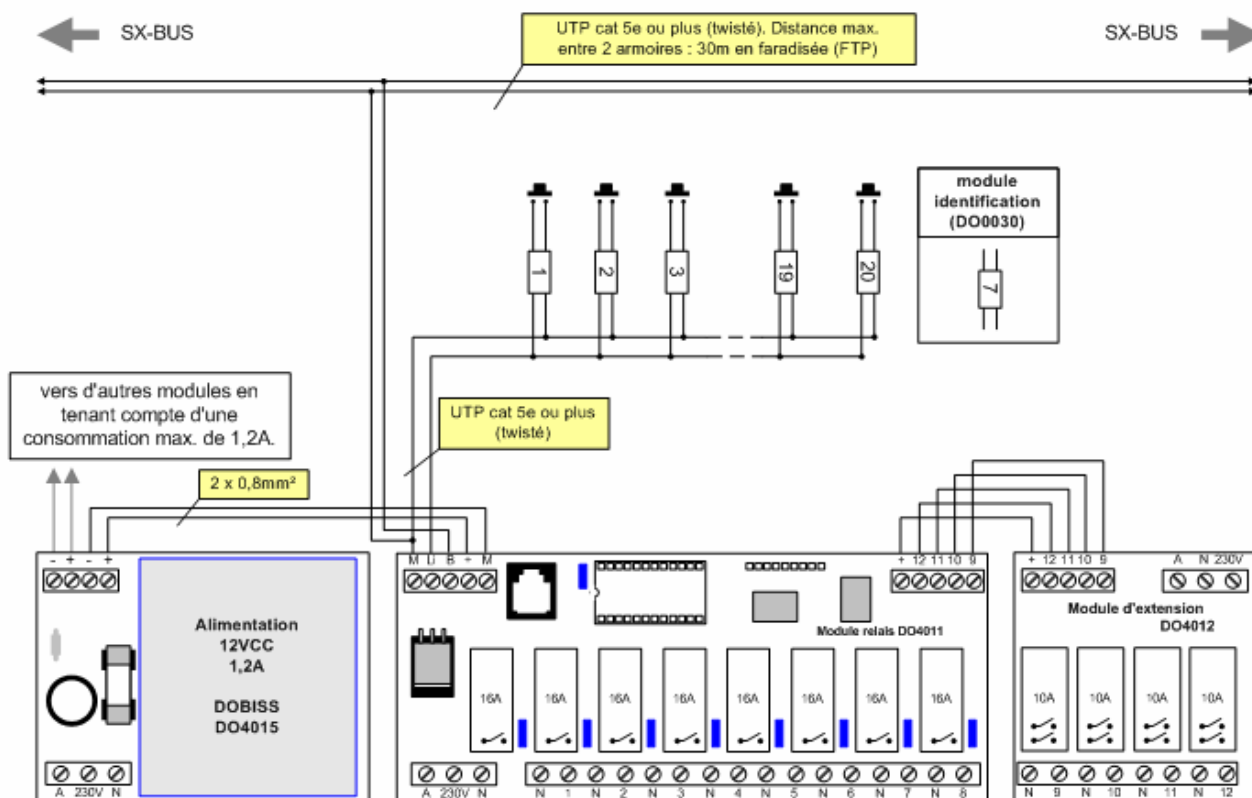 SX-BUS
UTP cat 5e ou plus (twisté). Distance max.
entre 2 armoires : 30m en faradisée (FTP)
SX-BUS
module
identification
(DO0030)
7
1
2
3
19
20
vers d'autres modules en
tenant compte d'une
consommation max. de 1,2A.
UTP cat 5e ou plus
(twisté)
2 x 0,8mm²
- + - +
M Li B + M
+ 12 11 10 9
+ 12 11 10 9
A N 230V
Alimentation
12VCC
1,2A
DOBISS
DO4015
Module relais DO4011
Module d'extension
DO4012
16A 16A 16A 16A 16A 16A 16A 16A
10A 10A 10A 10A
A 230V N
A 230V N
N 1 N 2 N 3 N 4 N 5 N 6 N 7 N 8
N 9 N 10 N 11 N 12